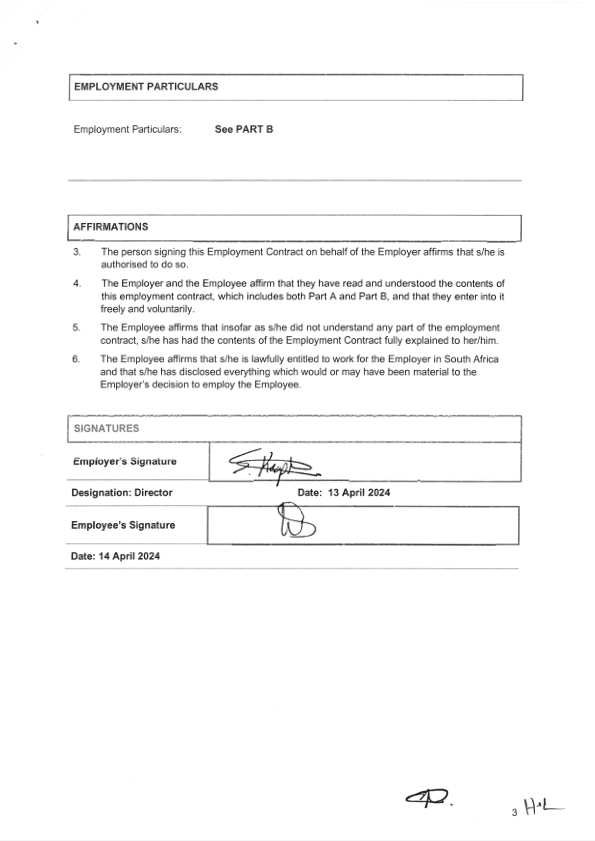 EMPLOYMENT PARTICULARS
Employment Particulars: See PART B
AFFIRMATIONS
3. The person signing this Employment Contract on behalf of the Employer affirms that s/he is
authorised to do so.
4. The Employer and the Employee affirm that they have read and understood the contents of
this employment contract, which includes both Part A and Part B, and that they enter into it
freely and voluntarily.
5. The Employee affirms that insofar as s/he did not understand any part of the employment
contract, s/he has had the contents of the Employment Contract fully explained to her/him.
6. The Employee affirms that s/he is lawfully entitled to work for the Employer in South Africa
and that s/he has disclosed everything which would or may have been material to the
Employer's decision to employ the Employee.
SIGNATURES
Employer's Signature
Designation: Director Date: 13 April 2024
Employee's Signature
Date: 14 April 2024
3 H.L